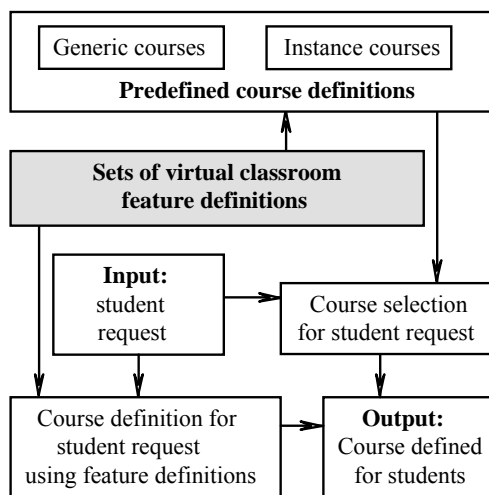 Generic courses
Instance courses
Predefined course definitions
Sets of virtual classroom
feature definitions
Input:
student
request
Course selection
for student request
Course definition for
student request
using feature definitions
Output:
Course defined
for students